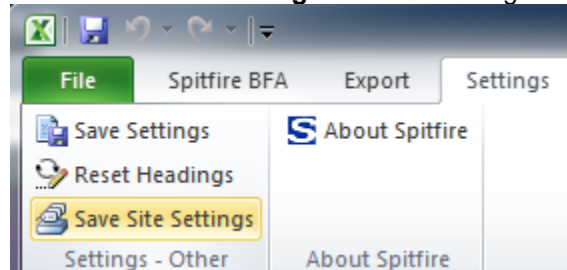 File Spitfire BFA Export Settings
Save Settings About Spitfire
Reset Headings
Save Site Settings
Settings - Other About Spitfire